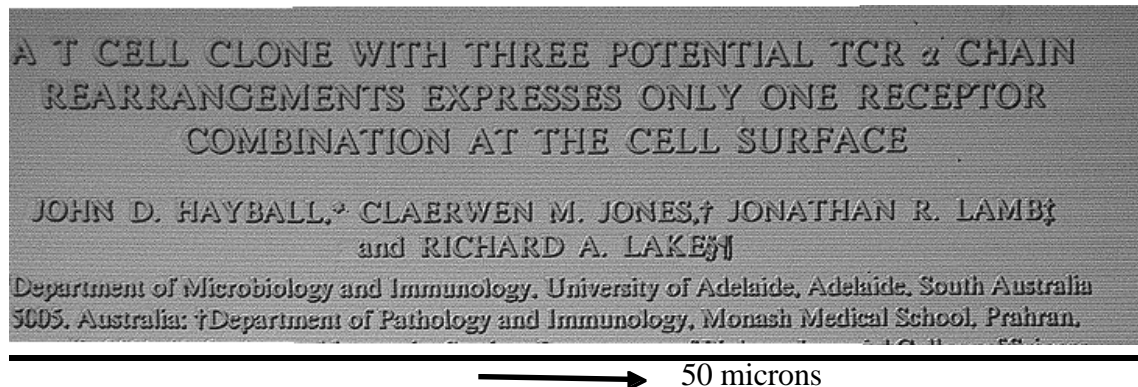 A T CELL CLONE WITH THREE POTENTIAL TCR α CHAIN
REARRANGEMENTS EXPRESSES ONLY ONE RECEPTOR
COMBINATION AT THE CELL SURFACE
JOHN D. HAYBALL,* CLAERWEN M. JONES,† JONATHAN R. LAMB‡
and RICHARD A. LAKE§¶
Department of Microbiology and Immunology, University of Adelaide, Adelaide, South Australia
5005, Australia; †Department of Pathology and Immunology, Monash Medical School, Prahran,
50 microns